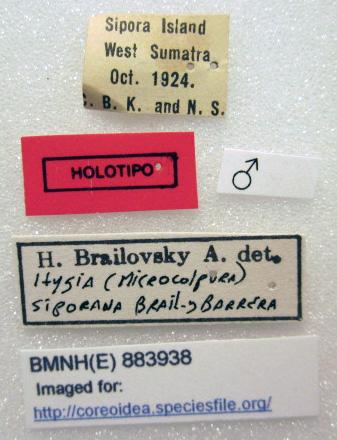 Sipora Island
West Sumatra
Oct. 1924.
C. B. K. and N. S.
HOLOTIPO
♂
H. Brailovsky A. det.
Hygia (Microcolpura)
siporana Brail-y Barrera
BMNH(E) 883938
Imaged for:
http://coreoidea.speciesfile.org/